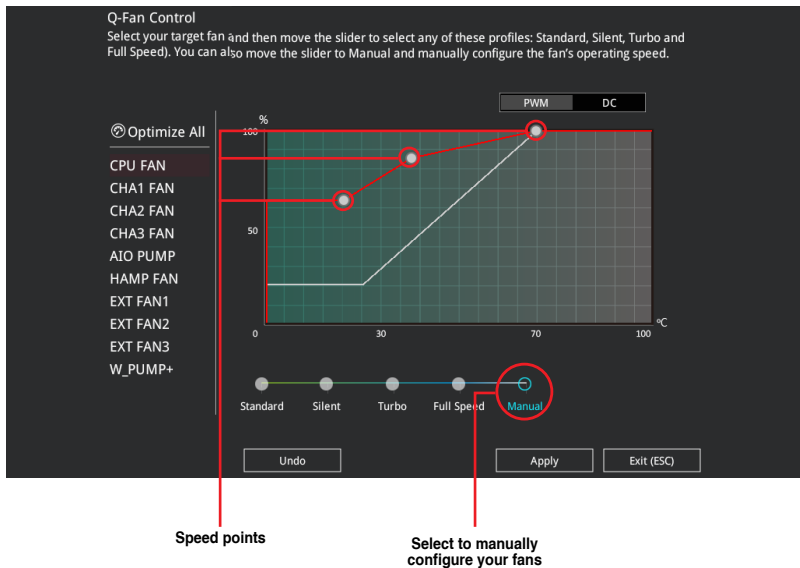 Q-Fan Control
Select your target fan and then move the slider to select any of these profiles: Standard, Silent, Turbo and
Full Speed). You can also move the slider to Manual and manually configure the fan's operating speed.
PWM DC
%
Optimize All
100
CPU FAN
CHA1 FAN
CHA2 FAN
CHA3 FAN
50
AIO PUMP
HAMP FAN
EXT FAN1
EXT FAN2
EXT FAN3
W_PUMP+
°C
0 30 70 100
Standard Silent Turbo Full Speed Manual
Undo Apply Exit (ESC)
Speed points
Select to manually
configure your fans